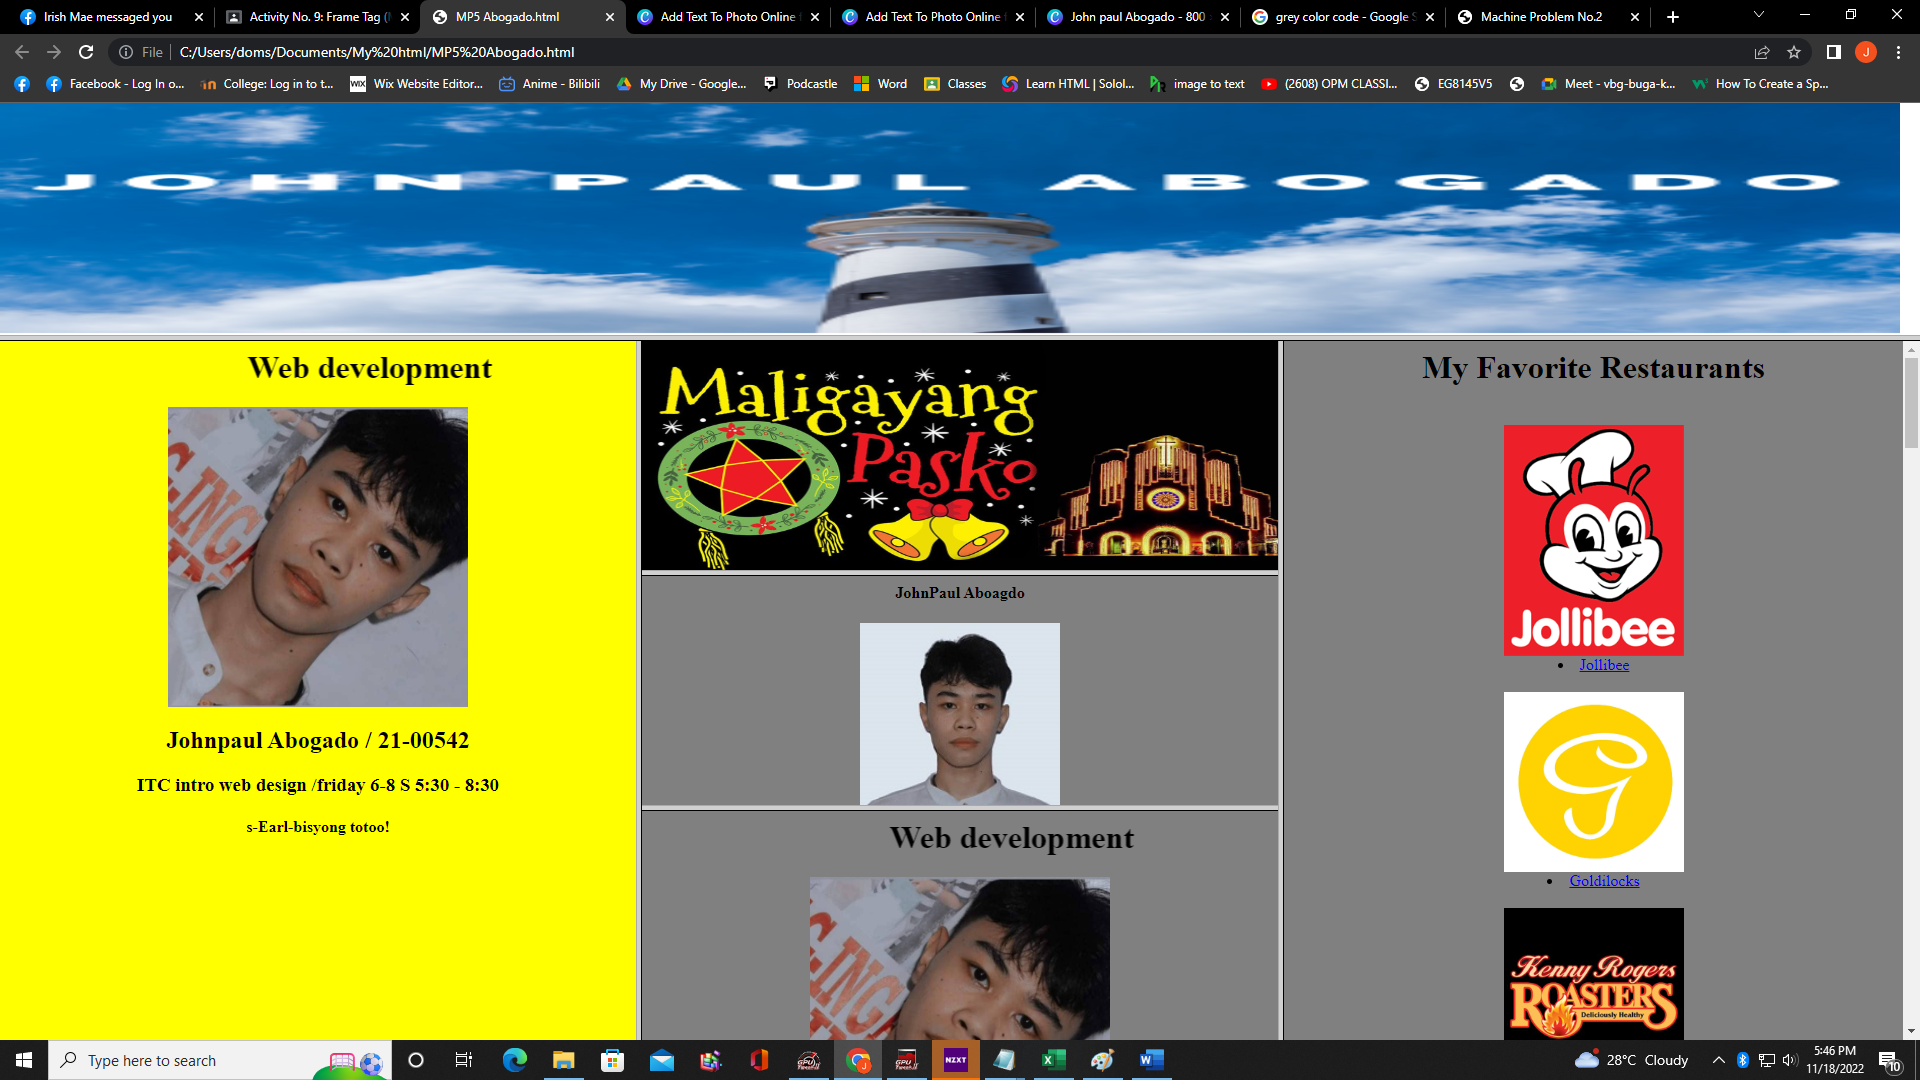 Irish Mae messaged you
Activity No. 9: Frame Tag (
MP5 Abogado.html
Add Text To Photo Online
Add Text To Photo Online
John paul Abogado - 800
grey color code - Google S
Machine Problem No.2
File
C:/Users/doms/Documents/My%20html/MP5%20Abogado.html
J
Facebook - Log In o...
College: Log in to t...
WIX
Wix Website Editor...
Anime - Bilibili
My Drive - Google...
Podcastle
Word
Classes
Learn HTML | Solol...
image to text
(2608) OPM CLASSI...
EG8145V5
Meet - vbg-buga-k...
How To Create a Sp...
JOHN PAUL ABOGADO
Web development
Johnpaul Abogado / 21-00542
ITC intro web design /friday 6-8 S 5:30 - 8:30
s-Earl-bisyong totoo!
Maligayang
Pasko
JohnPaul Aboagdo
Web development
My Favorite Restaurants
Jollibee
Jollibee
Goldilocks
Kenny Rogers
ROASTERS
Deliciously Healthy
Type here to search
NZXT
28°C Cloudy
5:46 PM
11/18/2022
10